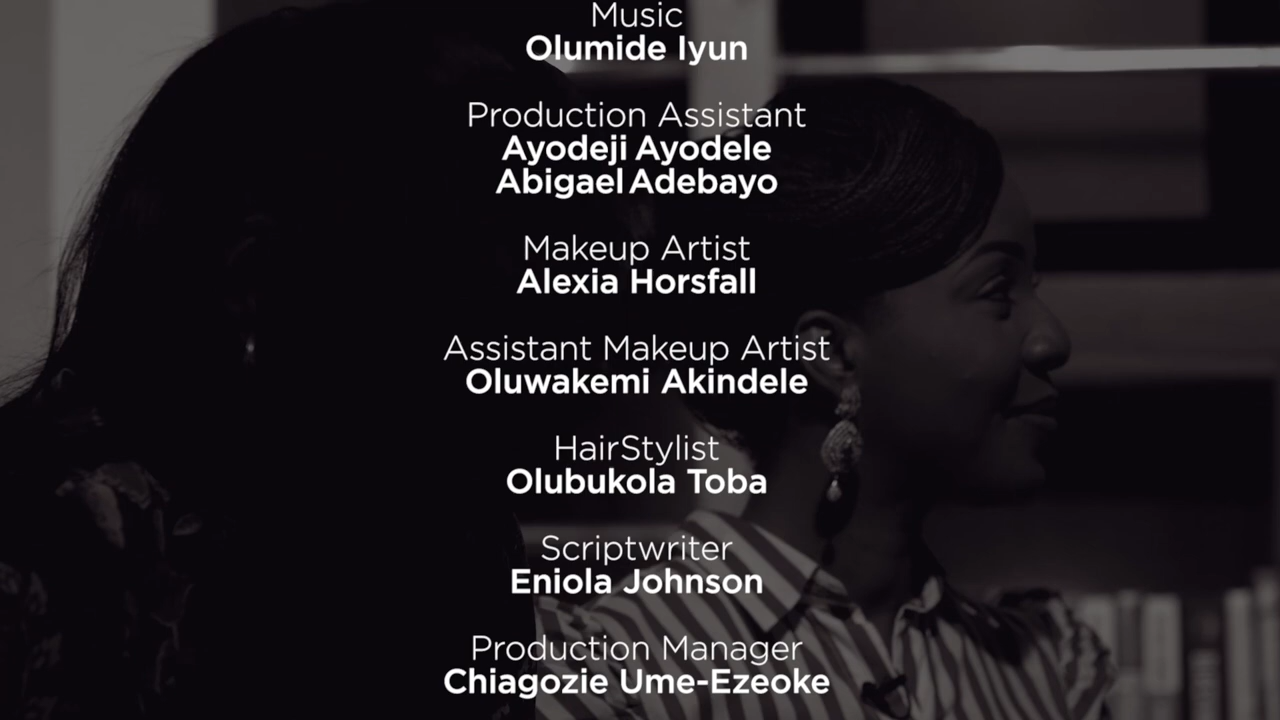 Music
Olumide Iyun
Production Assistant
Ayodeji Ayodele
Abigael Adebayo
Makeup Artist
Alexia Horsfall
Assistant Makeup Artist
Oluwakemi Akindele
HairStylist
Olubukola Toba
Scriptwriter
Eniola Johnson
Production Manager
Chiagozie Ume-Ezeoke